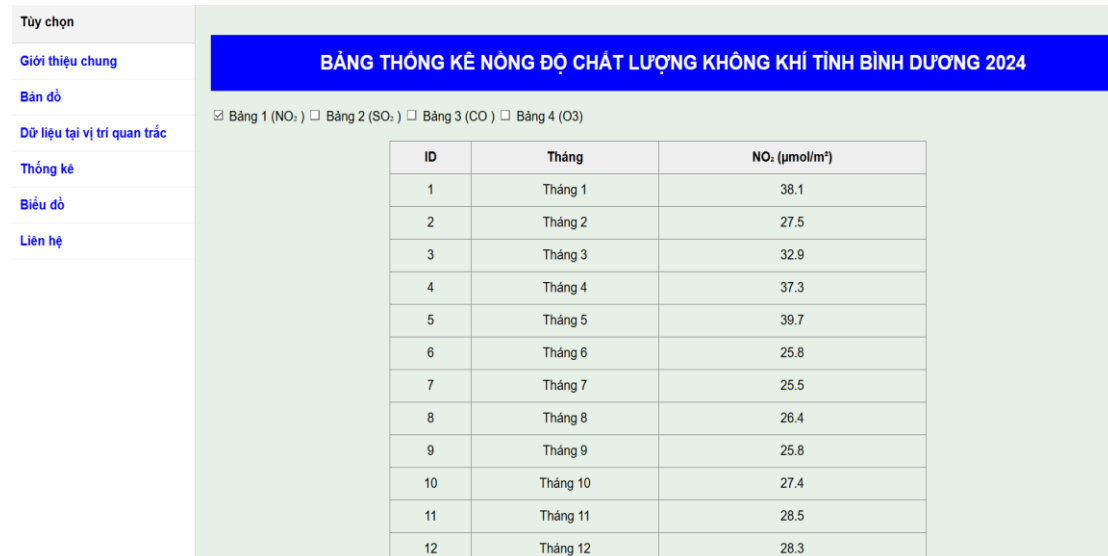 Tùy chọn
Giới thiệu chung
Bản đồ
Dữ liệu tại vị trí quan trắc
Thống kê
Biểu đồ
Liên hệ
BẢNG THỐNG KÊ NỒNG ĐỘ CHẤT LƯỢNG KHÔNG KHÍ TỈNH BÌNH DƯƠNG 2024
Bảng 1 (NO₂ ) Bảng 2 (SO₂ ) Bảng 3 (CO ) Bảng 4 (O3)
ID Tháng NO₂ (µmol/m²)
1 Tháng 1 38.1
2 Tháng 2 27.5
3 Tháng 3 32.9
4 Tháng 4 37.3
5 Tháng 5 39.7
6 Tháng 6 25.8
7 Tháng 7 25.5
8 Tháng 8 26.4
9 Tháng 9 25.8
10 Tháng 10 27.4
11 Tháng 11 28.5
12 Tháng 12 28.3